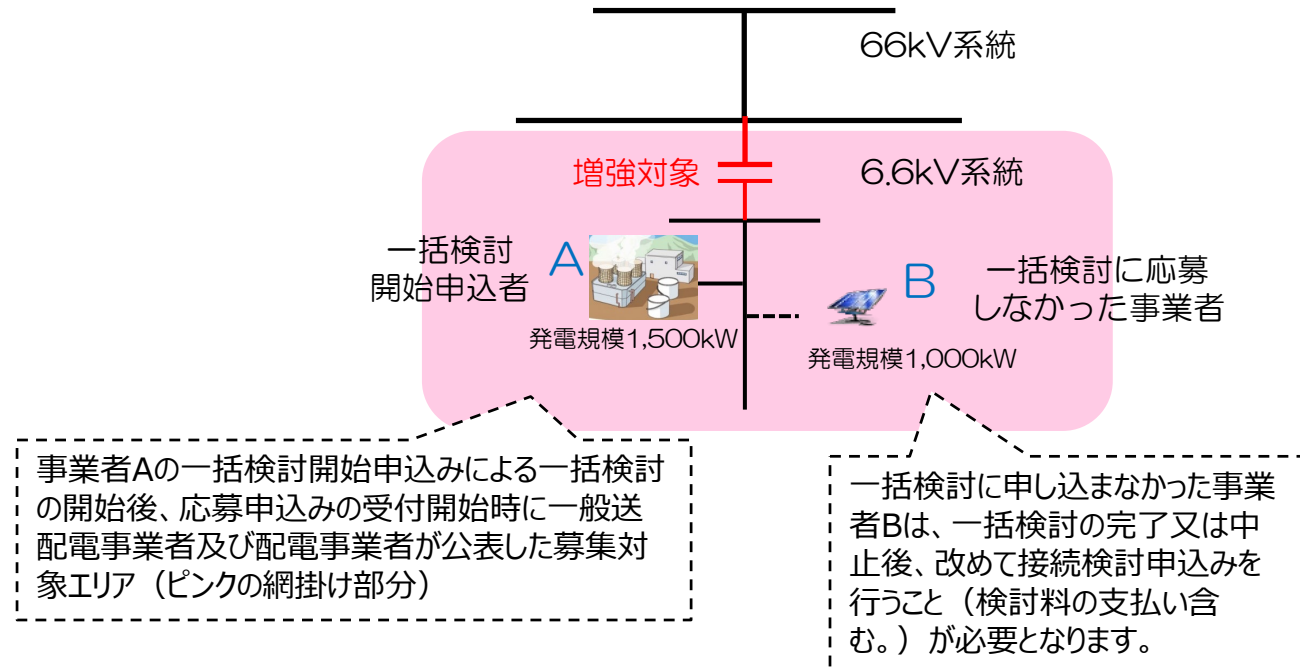 66kV系統
増強対象
6.6kV系統
一括検討
開始申込者
A
発電規模1,500kW
B
一括検討に応募
しなかった事業者
発電規模1,000kW
事業者Aの一括検討開始申込みによる一括検討
の開始後、応募申込みの受付開始時に一般送
配電事業者及び配電事業者が公表した募集対
象エリア（ピンクの網掛け部分）
一括検討に申し込まなかった事業
者Bは、一括検討の完了又は中
止後、改めて接続検討申込みを
行うこと（検討料の支払い含
む。）が必要となります。